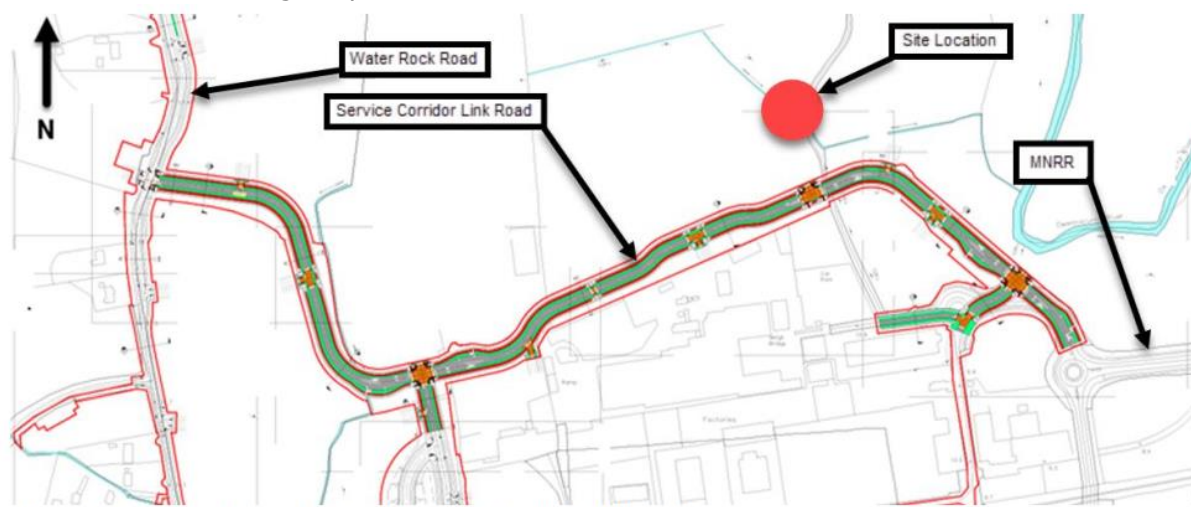 Site Location
Water Rock Road
Service Corridor Link Road
N
MNRR